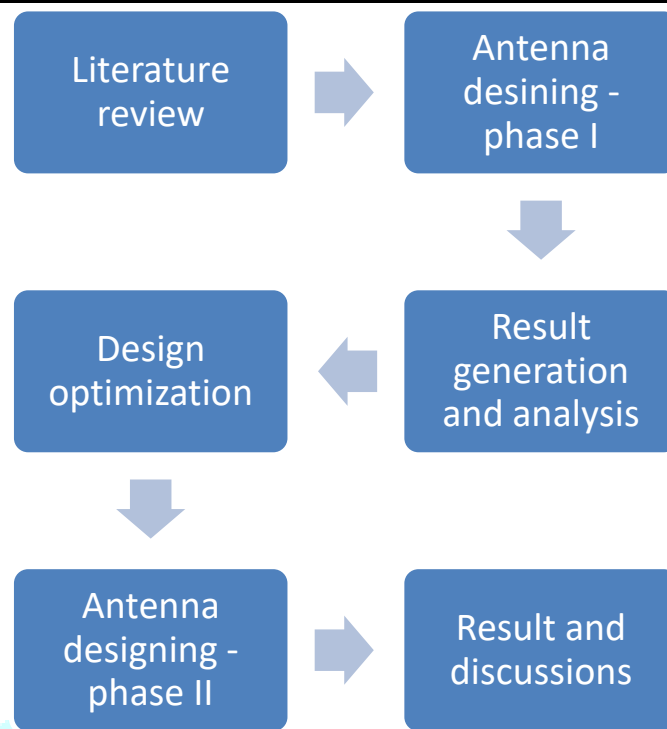 Literature
review
Antenna
desining -
phase I
Result
generation
and analysis
Design
optimization
Antenna
designing -
phase II
Result and
discussions